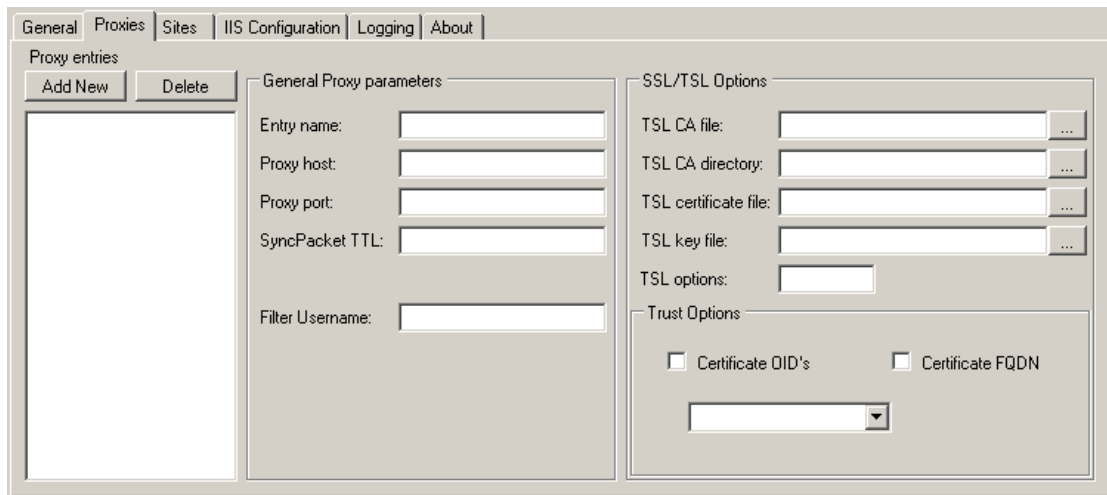 General Proxies Sites IIS Configuration Logging About
Proxy entries
Add New Delete
General Proxy parameters
Entry name:
Proxy host:
Proxy port:
SyncPacket TTL:
Filter Username:
SSL/TSL Options
TSL CA file: ...
TSL CA directory: ...
TSL certificate file: ...
TSL key file: ...
TSL options:
Trust Options
Certificate OID's Certificate FQDN